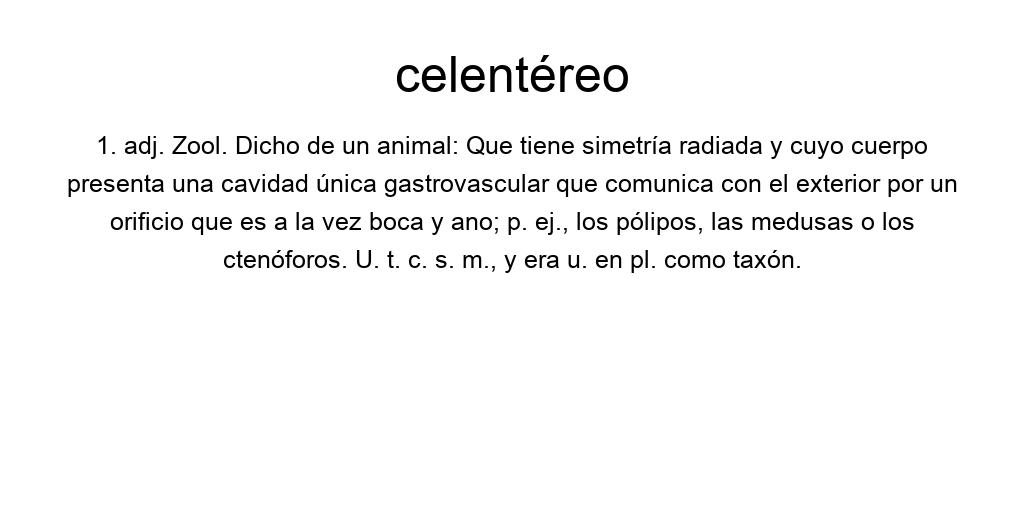 celentéreo
1. adj. Zool. Dicho de un animal: Que tiene simetría radiada y cuyo cuerpo
presenta una cavidad única gastrovascular que comunica con el exterior por un
orificio que es a la vez boca y ano; p. ej., los pólipos, las medusas o los
ctenóforos. U. t. c. s. m., y era u. en pl. como taxón.